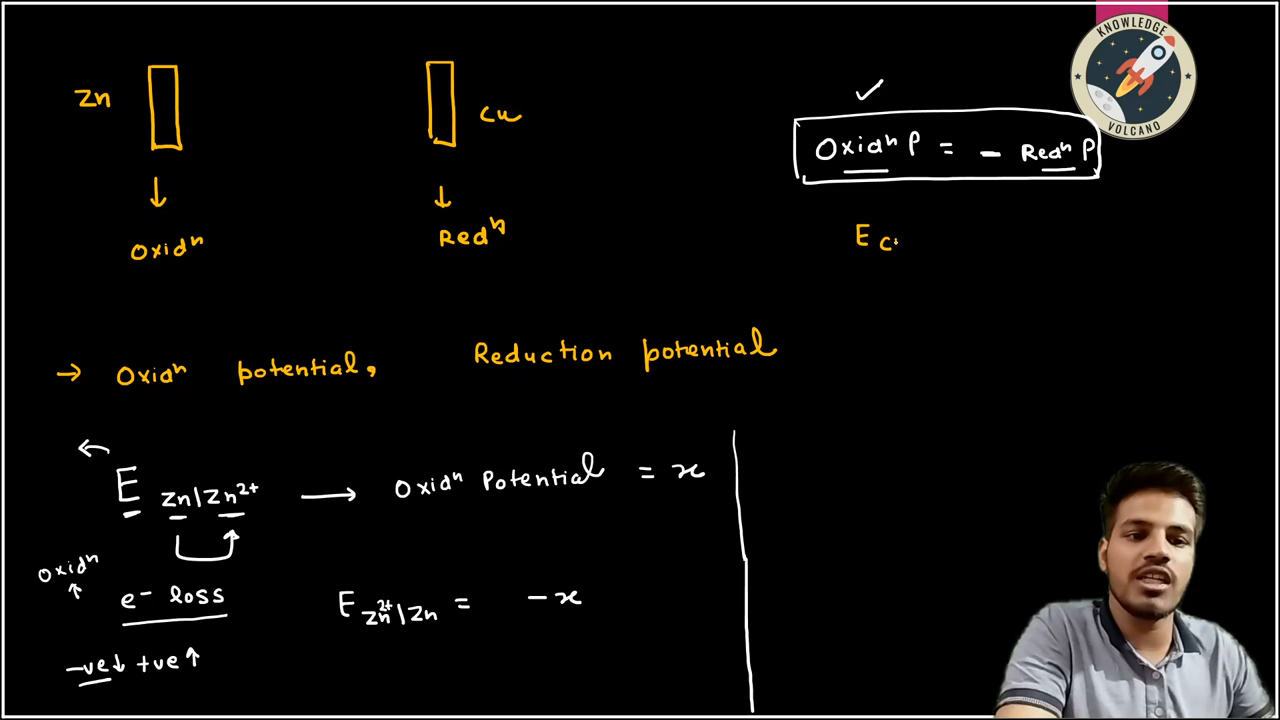 KNOWLEDGE
VOLCANO
Zn
Cu
Oxidⁿ P = - Redⁿ P
Oxidⁿ
Redⁿ
E c
→ Oxidⁿ potential, Reduction potential
E Zn|Zn²⁺ → Oxidⁿ Potential = x
Oxidⁿ
e⁻ loss
E Zn²⁺|Zn = -x
-ve↓ +ve↑